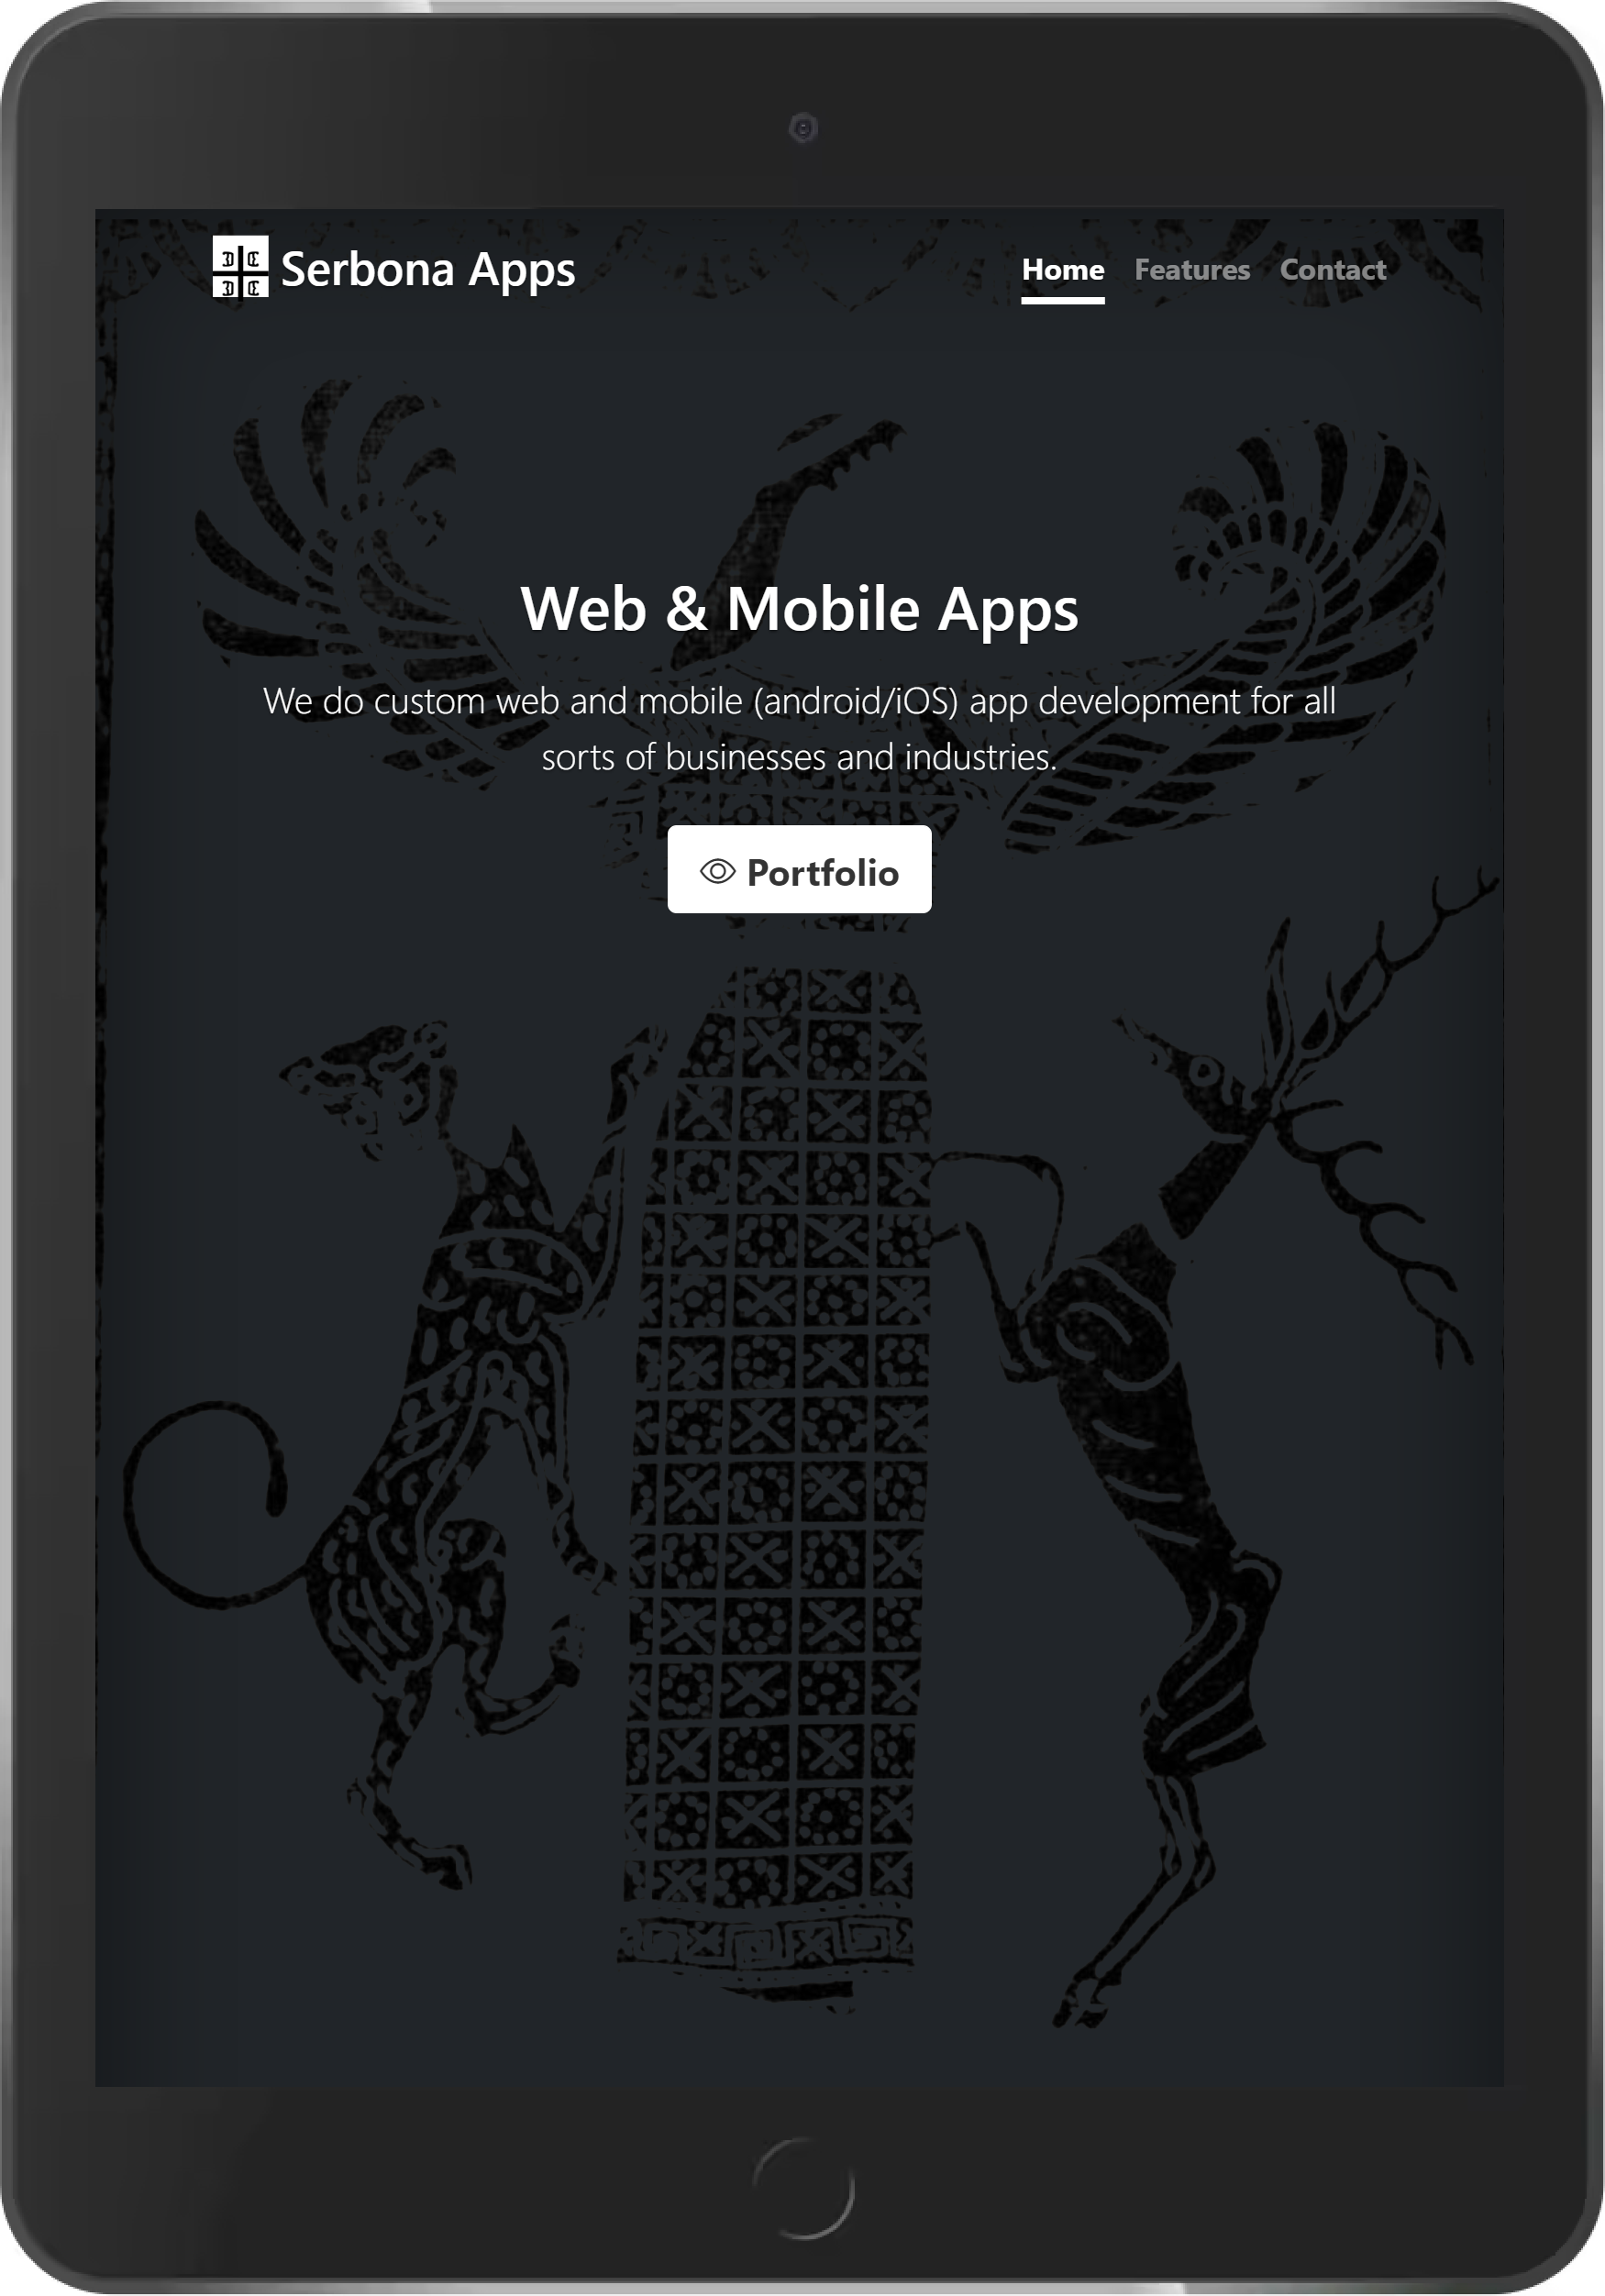 Serbona Apps
Home Features Contact
Web & Mobile Apps
We do custom web and mobile (android/iOS) app development for all
sorts of businesses and industries.
Portfolio